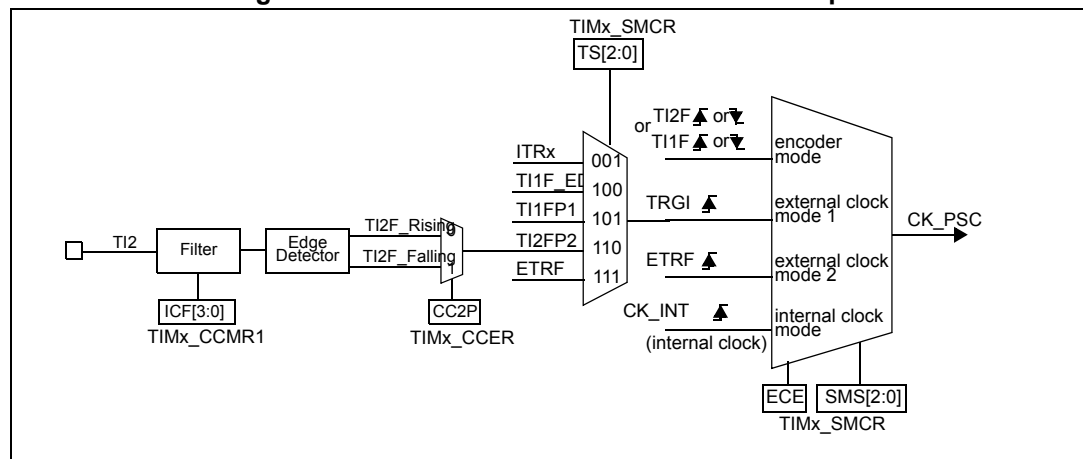 TIMx_SMCR
TS[2:0]
or TI2F or
TI1F or
encoder mode
ITRx
001
TI1F_ED
100
TI1FP1
101
TRGI
external clock mode 1
CK_PSC
TI2
Filter
Edge Detector
TI2F_Rising
0
TI2F_Falling
1
TI2FP2
110
ETRF
111
ETRF
external clock mode 2
ICF[3:0]
TIMx_CCMR1
CC2P
TIMx_CCER
CK_INT
(internal clock)
internal clock mode
ECE
SMS[2:0]
TIMx_SMCR